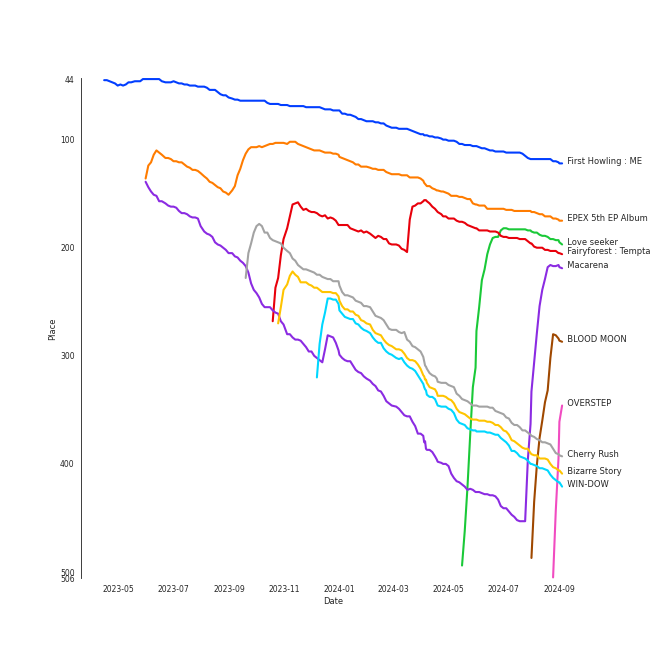 44
100
200
300
400
500
506
Place
2023-05
2023-07
2023-09
2023-11
2024-01
2024-03
2024-05
2024-07
2024-09
Date
First Howling : ME
EPEX 5th EP Album
Love seeker
Fairyforest : Tempta
Macarena
BLOOD MOON
OVERSTEP
Cherry Rush
Bizarre Story
WIN-DOW